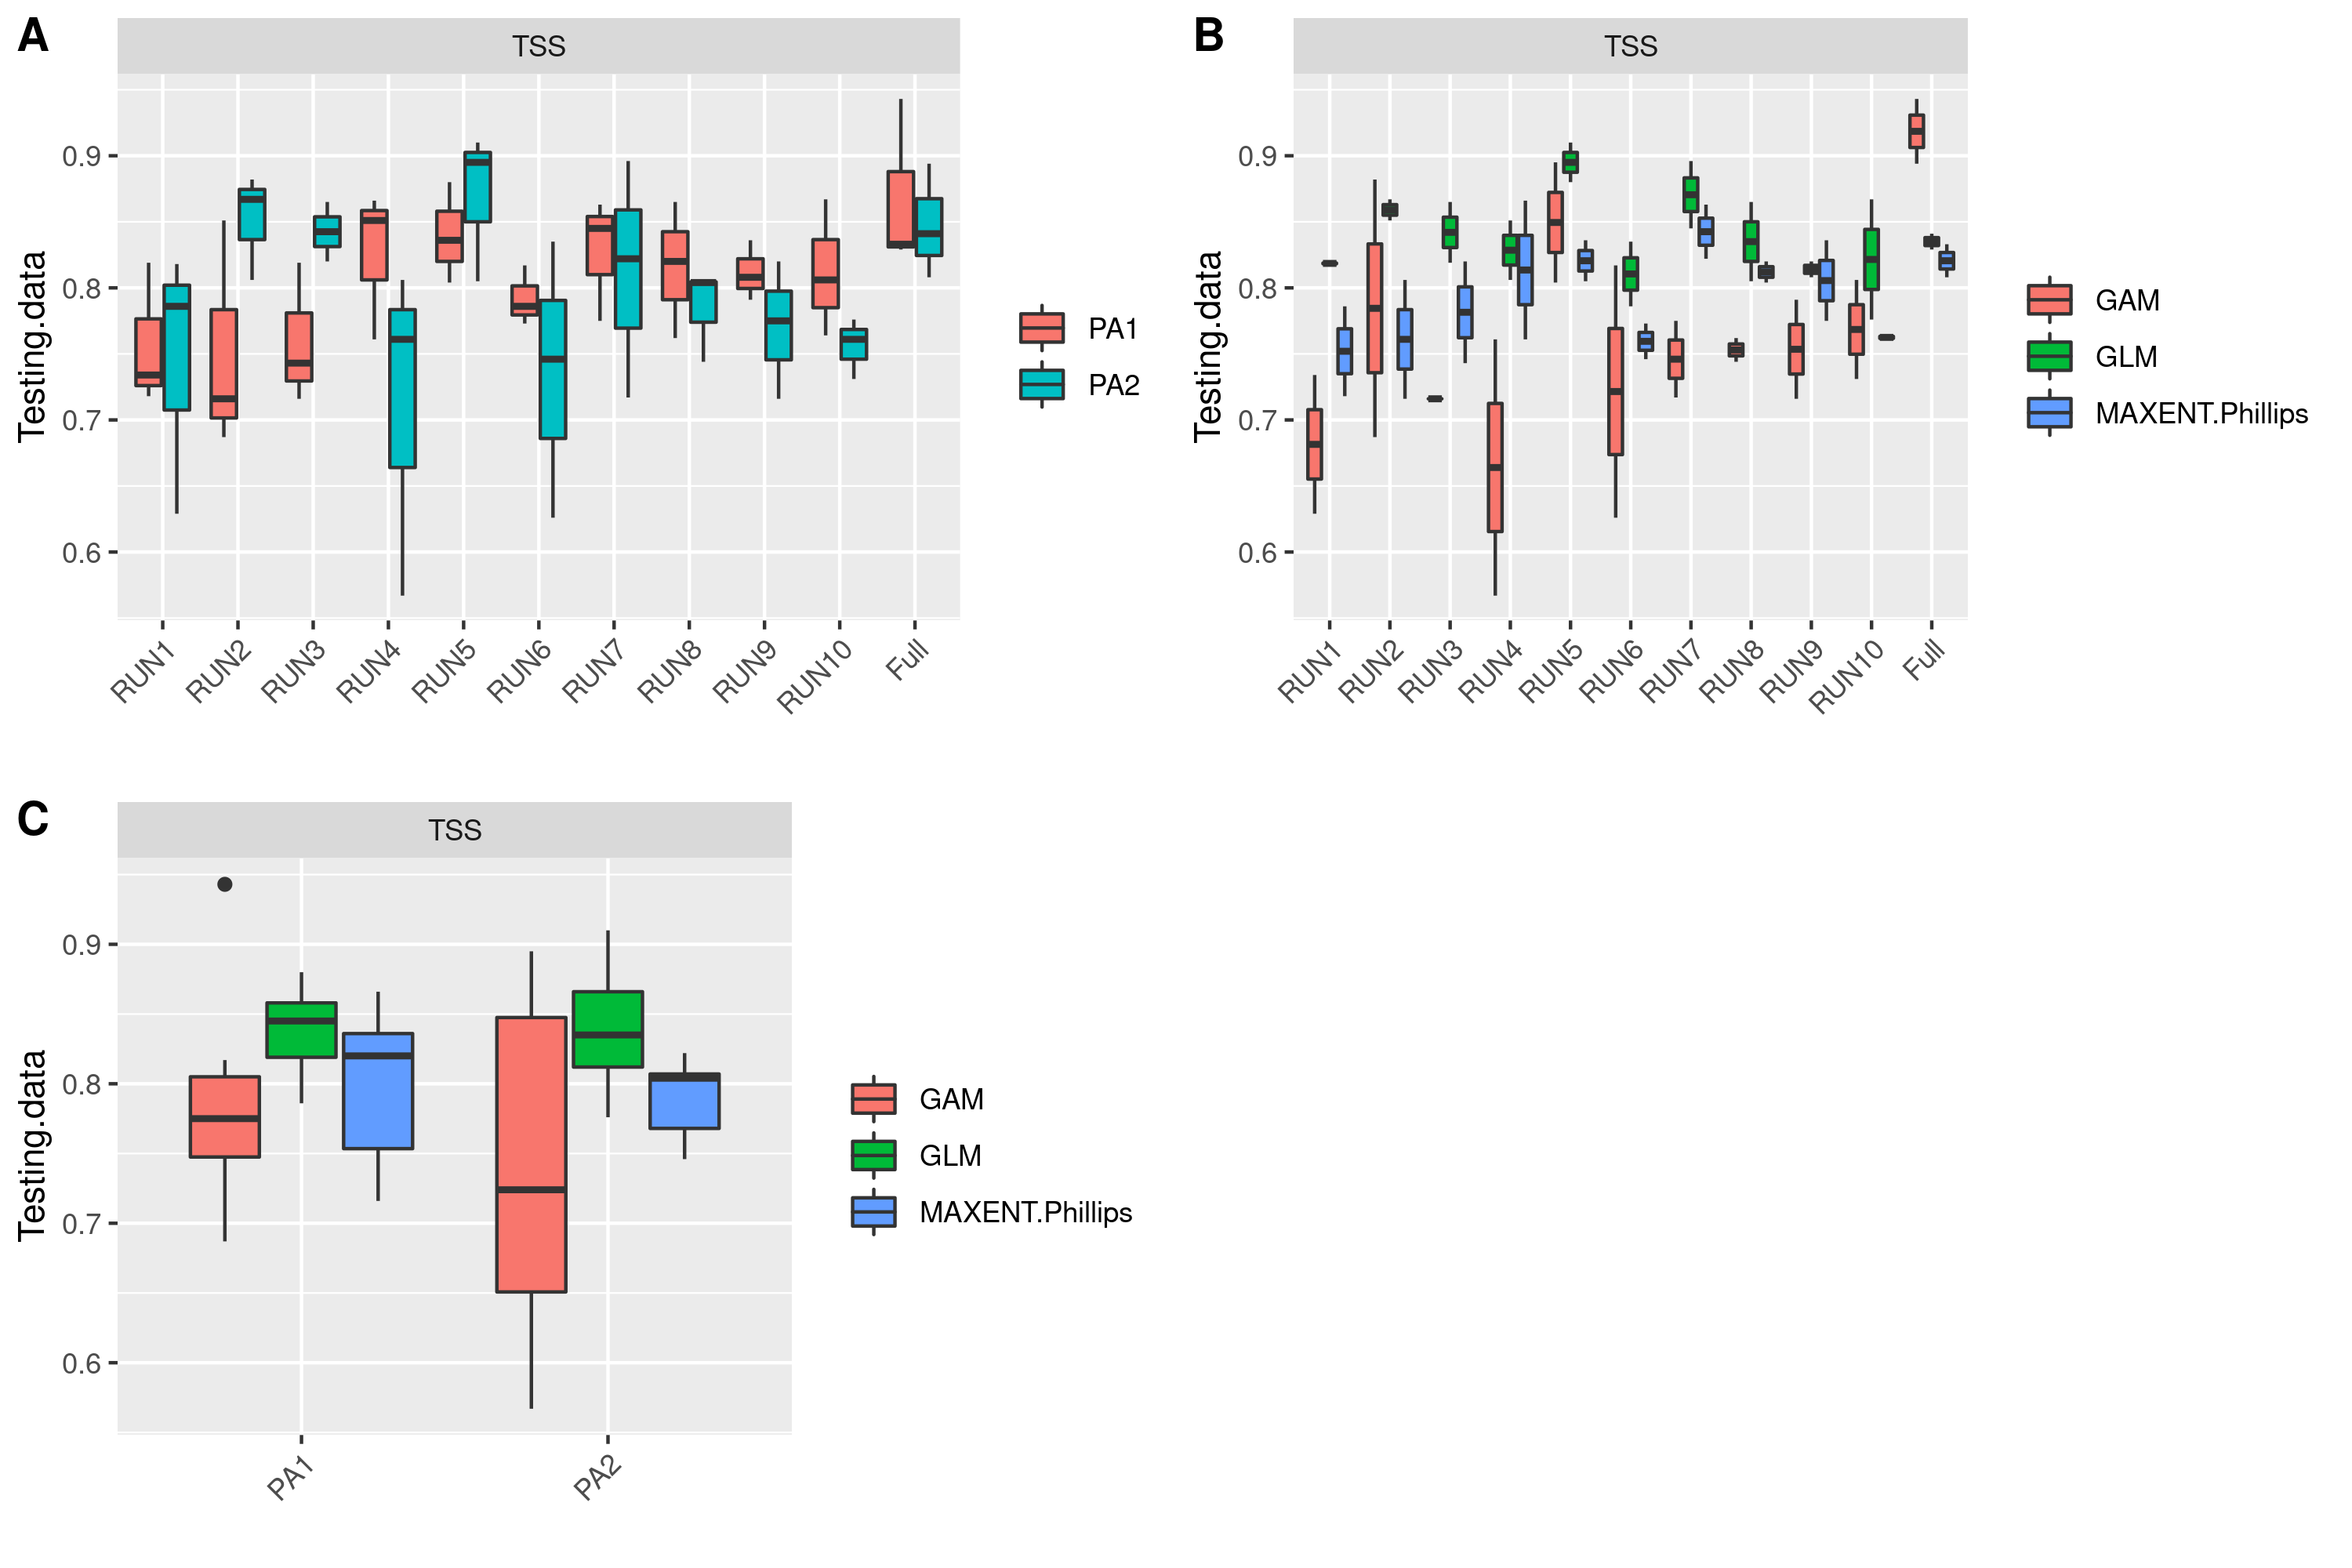 A
TSS
Testing.data
0.9
0.8
0.7
0.6
RUN1
RUN2
RUN3
RUN4
RUN5
RUN6
RUN7
RUN8
RUN9
RUN10
Full
PA1
PA2
B
TSS
Testing.data
0.9
0.8
0.7
0.6
RUN1
RUN2
RUN3
RUN4
RUN5
RUN6
RUN7
RUN8
RUN9
RUN10
Full
GAM
GLM
MAXENT.Phillips
C
TSS
Testing.data
0.9
0.8
0.7
0.6
PA1
PA2
GAM
GLM
MAXENT.Phillips